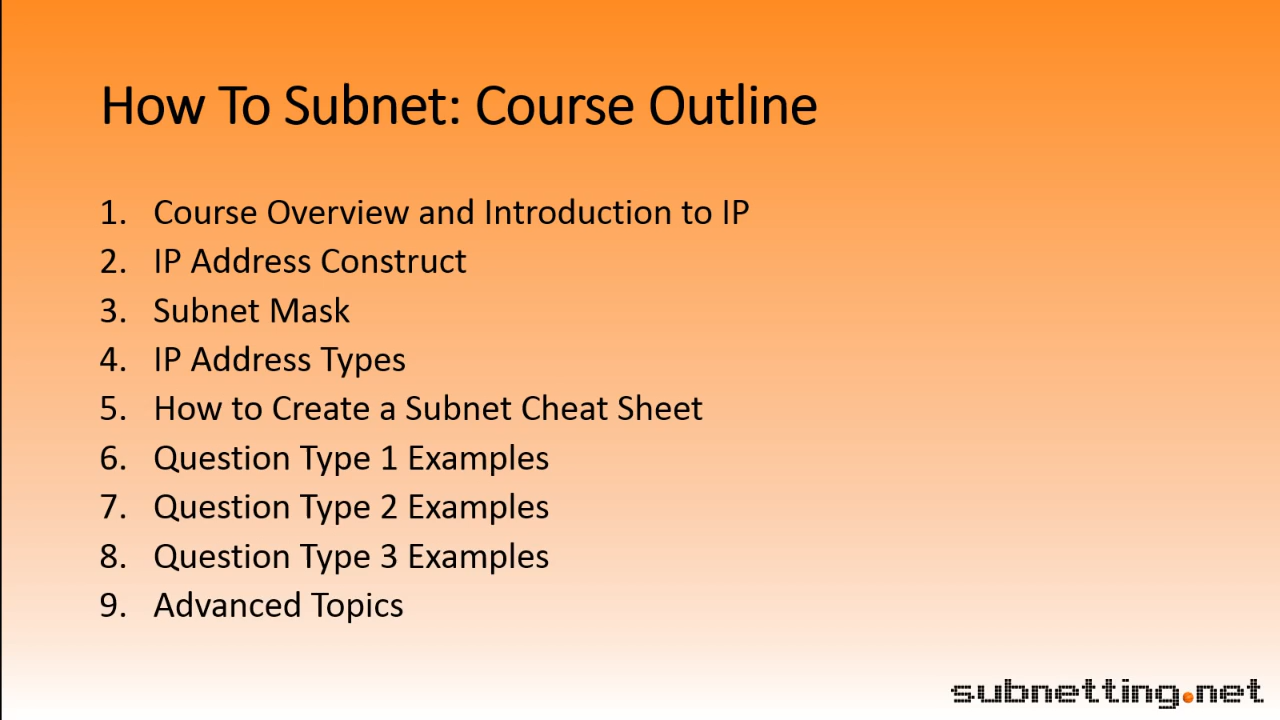 How To Subnet: Course Outline
1. Course Overview and Introduction to IP
2. IP Address Construct
3. Subnet Mask
4. IP Address Types
5. How to Create a Subnet Cheat Sheet
6. Question Type 1 Examples
7. Question Type 2 Examples
8. Question Type 3 Examples
9. Advanced Topics
subnetting.net